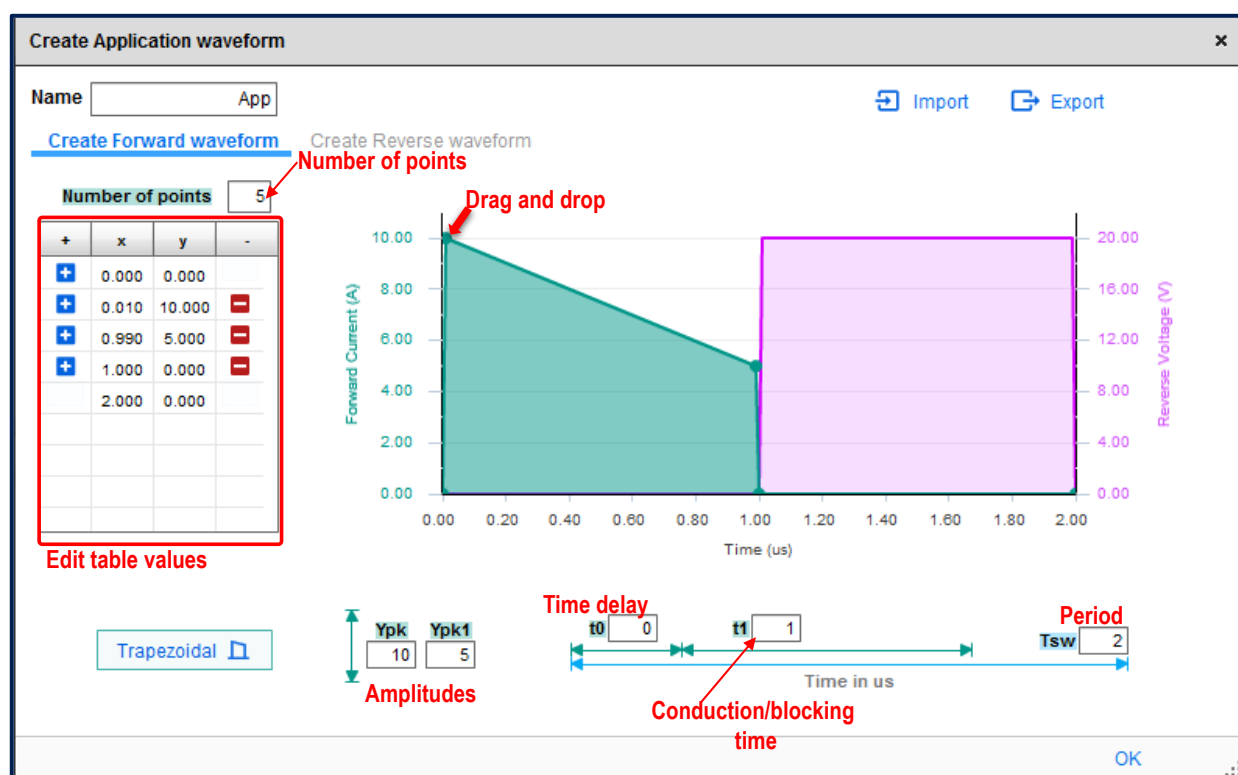 Create Application waveform ×
Name App
Import Export
Create Forward waveform Create Reverse waveform
Number of points
Number of points 5
Drag and drop
+ x y -
0.000 0.000
0.010 10.000
0.990 5.000
1.000 0.000
2.000 0.000
Edit table values
Forward Current (A)
10.00
8.00
6.00
4.00
2.00
0.00
20.00
16.00
12.00
8.00
4.00
0.00
Reverse Voltage (V)
0.00 0.20 0.40 0.60 0.80 1.00 1.20 1.40 1.60 1.80 2.00
Time (us)
Trapezoidal
Ypk Ypk1
10 5
Amplitudes
Time delay
t0 0
t1 1
Period
Tsw 2
Time in us
Conduction/blocking
time
OK